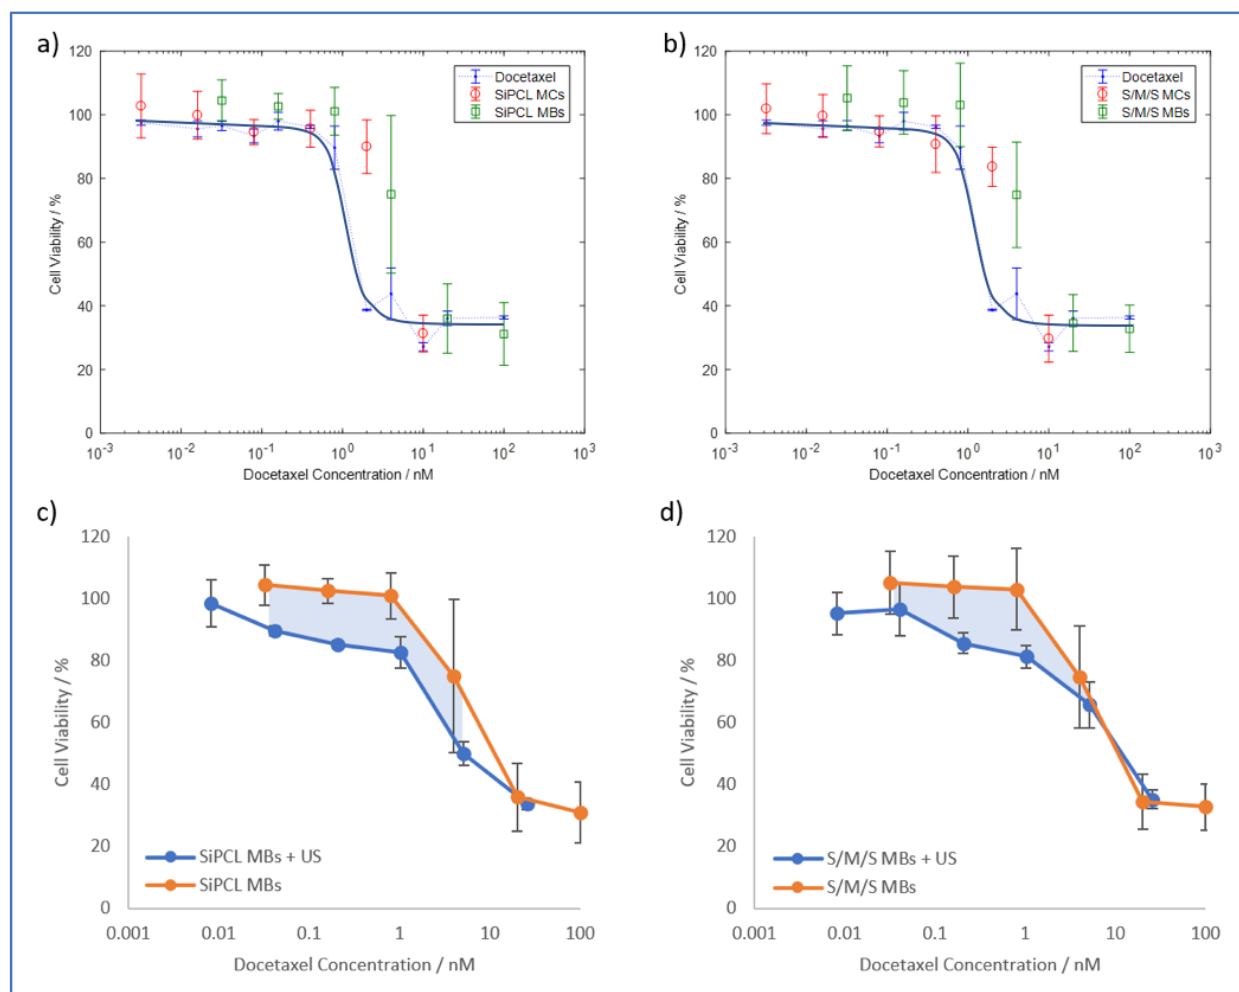 a)
120
100
80
60
40
20
0
Cell Viability / %
Docetaxel
SiPCL MCs
SiPCL MBs
10-3 10-2 10-1 100 101 102 103
Docetaxel Concentration / nM
b)
120
100
80
60
40
20
0
Cell Viability / %
Docetaxel
S/M/S MCs
S/M/S MBs
10-3 10-2 10-1 100 101 102 103
Docetaxel Concentration / nM
c)
120
100
80
60
40
20
0
Cell Viability / %
SiPCL MBs + US
SiPCL MBs
0.001 0.01 0.1 1 10 100
Docetaxel Concentration / nM
d)
120
100
80
60
40
20
0
Cell Viability / %
S/M/S MBs + US
S/M/S MBs
0.001 0.01 0.1 1 10 100
Docetaxel Concentration / nM